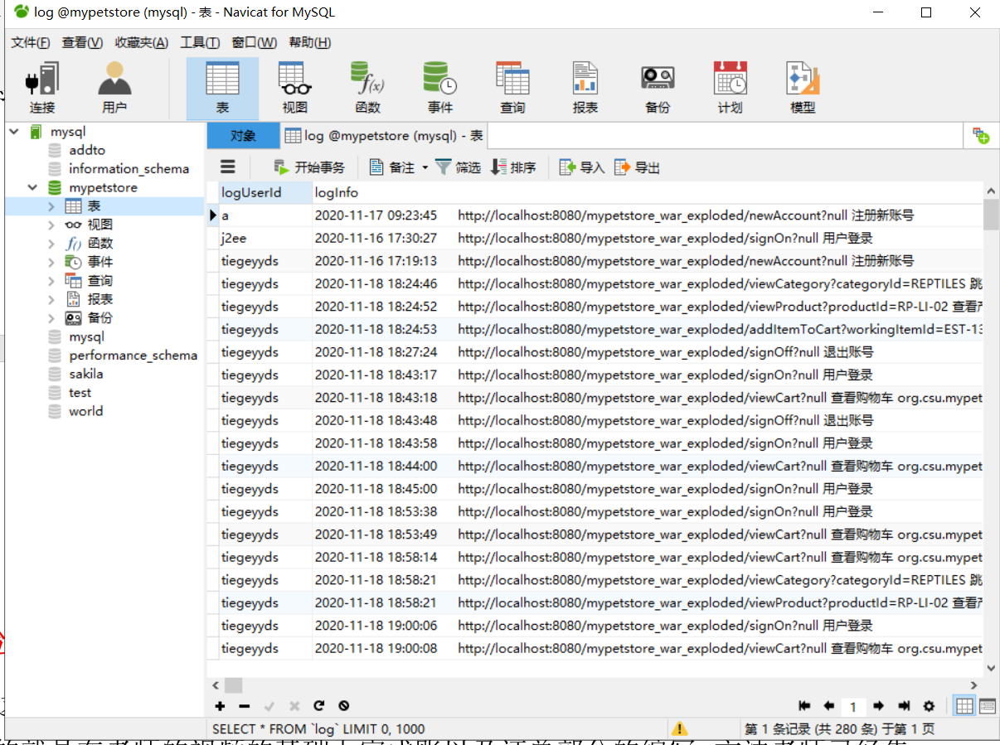 log @mypetstore (mysql) - 表 - Navicat for MySQL
文件(F) 查看(V) 收藏夹(A) 工具(T) 窗口(W) 帮助(H)
连接 用户 表 视图 函数 事件 查询 报表 备份 计划 模型
mysql
addto
information_schema
mypetstore
表
视图
函数
事件
查询
报表
备份
mysql
performance_schema
sakila
test
world
对象 log @mypetstore (mysql) - 表
开始事务 备注 筛选 排序 导入 导出
logUserId logInfo
a 2020-11-17 09:23:45 http://localhost:8080/mypetstore_war_exploded/newAccount?null 注册新账号
j2ee 2020-11-16 17:30:27 http://localhost:8080/mypetstore_war_exploded/signOn?null 用户登录
tiegeyyds 2020-11-16 17:19:13 http://localhost:8080/mypetstore_war_exploded/newAccount?null 注册新账号
tiegeyyds 2020-11-18 18:24:46 http://localhost:8080/mypetstore_war_exploded/viewCategory?categoryId=REPTILES 跳
tiegeyyds 2020-11-18 18:24:52 http://localhost:8080/mypetstore_war_exploded/viewProduct?productId=RP-LI-02 查看
tiegeyyds 2020-11-18 18:24:53 http://localhost:8080/mypetstore_war_exploded/addItemToCart?workingItemId=EST-13
tiegeyyds 2020-11-18 18:27:24 http://localhost:8080/mypetstore_war_exploded/signOff?null 退出账号
tiegeyyds 2020-11-18 18:43:17 http://localhost:8080/mypetstore_war_exploded/signOn?null 用户登录
tiegeyyds 2020-11-18 18:43:18 http://localhost:8080/mypetstore_war_exploded/viewCart?null 查看购物车 org.csu.mypet
tiegeyyds 2020-11-18 18:43:48 http://localhost:8080/mypetstore_war_exploded/signOff?null 退出账号
tiegeyyds 2020-11-18 18:43:58 http://localhost:8080/mypetstore_war_exploded/signOn?null 用户登录
tiegeyyds 2020-11-18 18:44:00 http://localhost:8080/mypetstore_war_exploded/viewCart?null 查看购物车 org.csu.mypet
tiegeyyds 2020-11-18 18:45:00 http://localhost:8080/mypetstore_war_exploded/signOn?null 用户登录
tiegeyyds 2020-11-18 18:53:38 http://localhost:8080/mypetstore_war_exploded/signOn?null 用户登录
tiegeyyds 2020-11-18 18:53:49 http://localhost:8080/mypetstore_war_exploded/viewCart?null 查看购物车 org.csu.mypet
tiegeyyds 2020-11-18 18:58:14 http://localhost:8080/mypetstore_war_exploded/viewCart?null 查看购物车 org.csu.mypet
tiegeyyds 2020-11-18 18:58:21 http://localhost:8080/mypetstore_war_exploded/viewCategory?categoryId=REPTILES 跳
tiegeyyds 2020-11-18 18:58:21 http://localhost:8080/mypetstore_war_exploded/viewProduct?productId=RP-LI-02 查看
tiegeyyds 2020-11-18 19:00:06 http://localhost:8080/mypetstore_war_exploded/signOn?null 用户登录
tiegeyyds 2020-11-18 19:00:08 http://localhost:8080/mypetstore_war_exploded/viewCart?null 查看购物车 org.csu.mypet
1
SELECT * FROM `log` LIMIT 0, 1000 第 1 条记录 (共 280 条) 于第 1 页